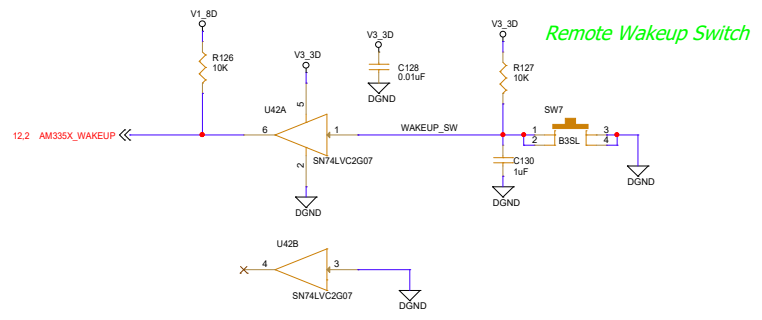 Remote Wakeup Switch
V1_8D
R126
10K
V3_3D
V3_3D
C128
0.01uF
DGND
V3_3D
R127
10K
SW7
U42A
5
12,2 AM335X_WAKEUP
6
1
WAKEUP_SW
2
SN74LVC2G07
DGND
1
2
B3SL
3
4
C130
1uF
DGND
DGND
U42B
4
3
SN74LVC2G07
DGND